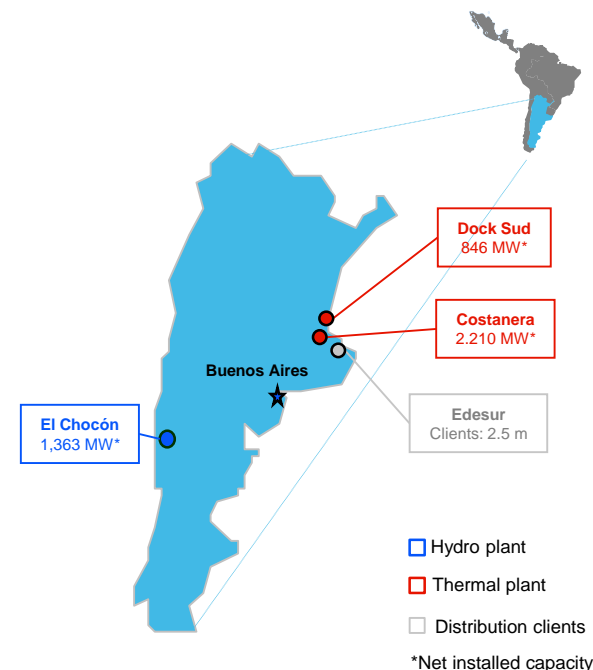 Dock Sud
846 MW*
Costanera
2.210 MW*
Buenos Aires
Edesur
Clients: 2.5 m
El Chocón
1,363 MW*
Hydro plant
Thermal plant
Distribution clients
*Net installed capacity